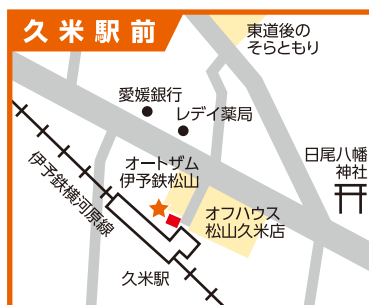 久米駅前
東道後の
そらともり
愛媛銀行
レデイ薬局
日尾八幡
神社
オートザム
伊予鉄松山
伊予鉄横河原線
オフハウス
松山久米店
久米駅